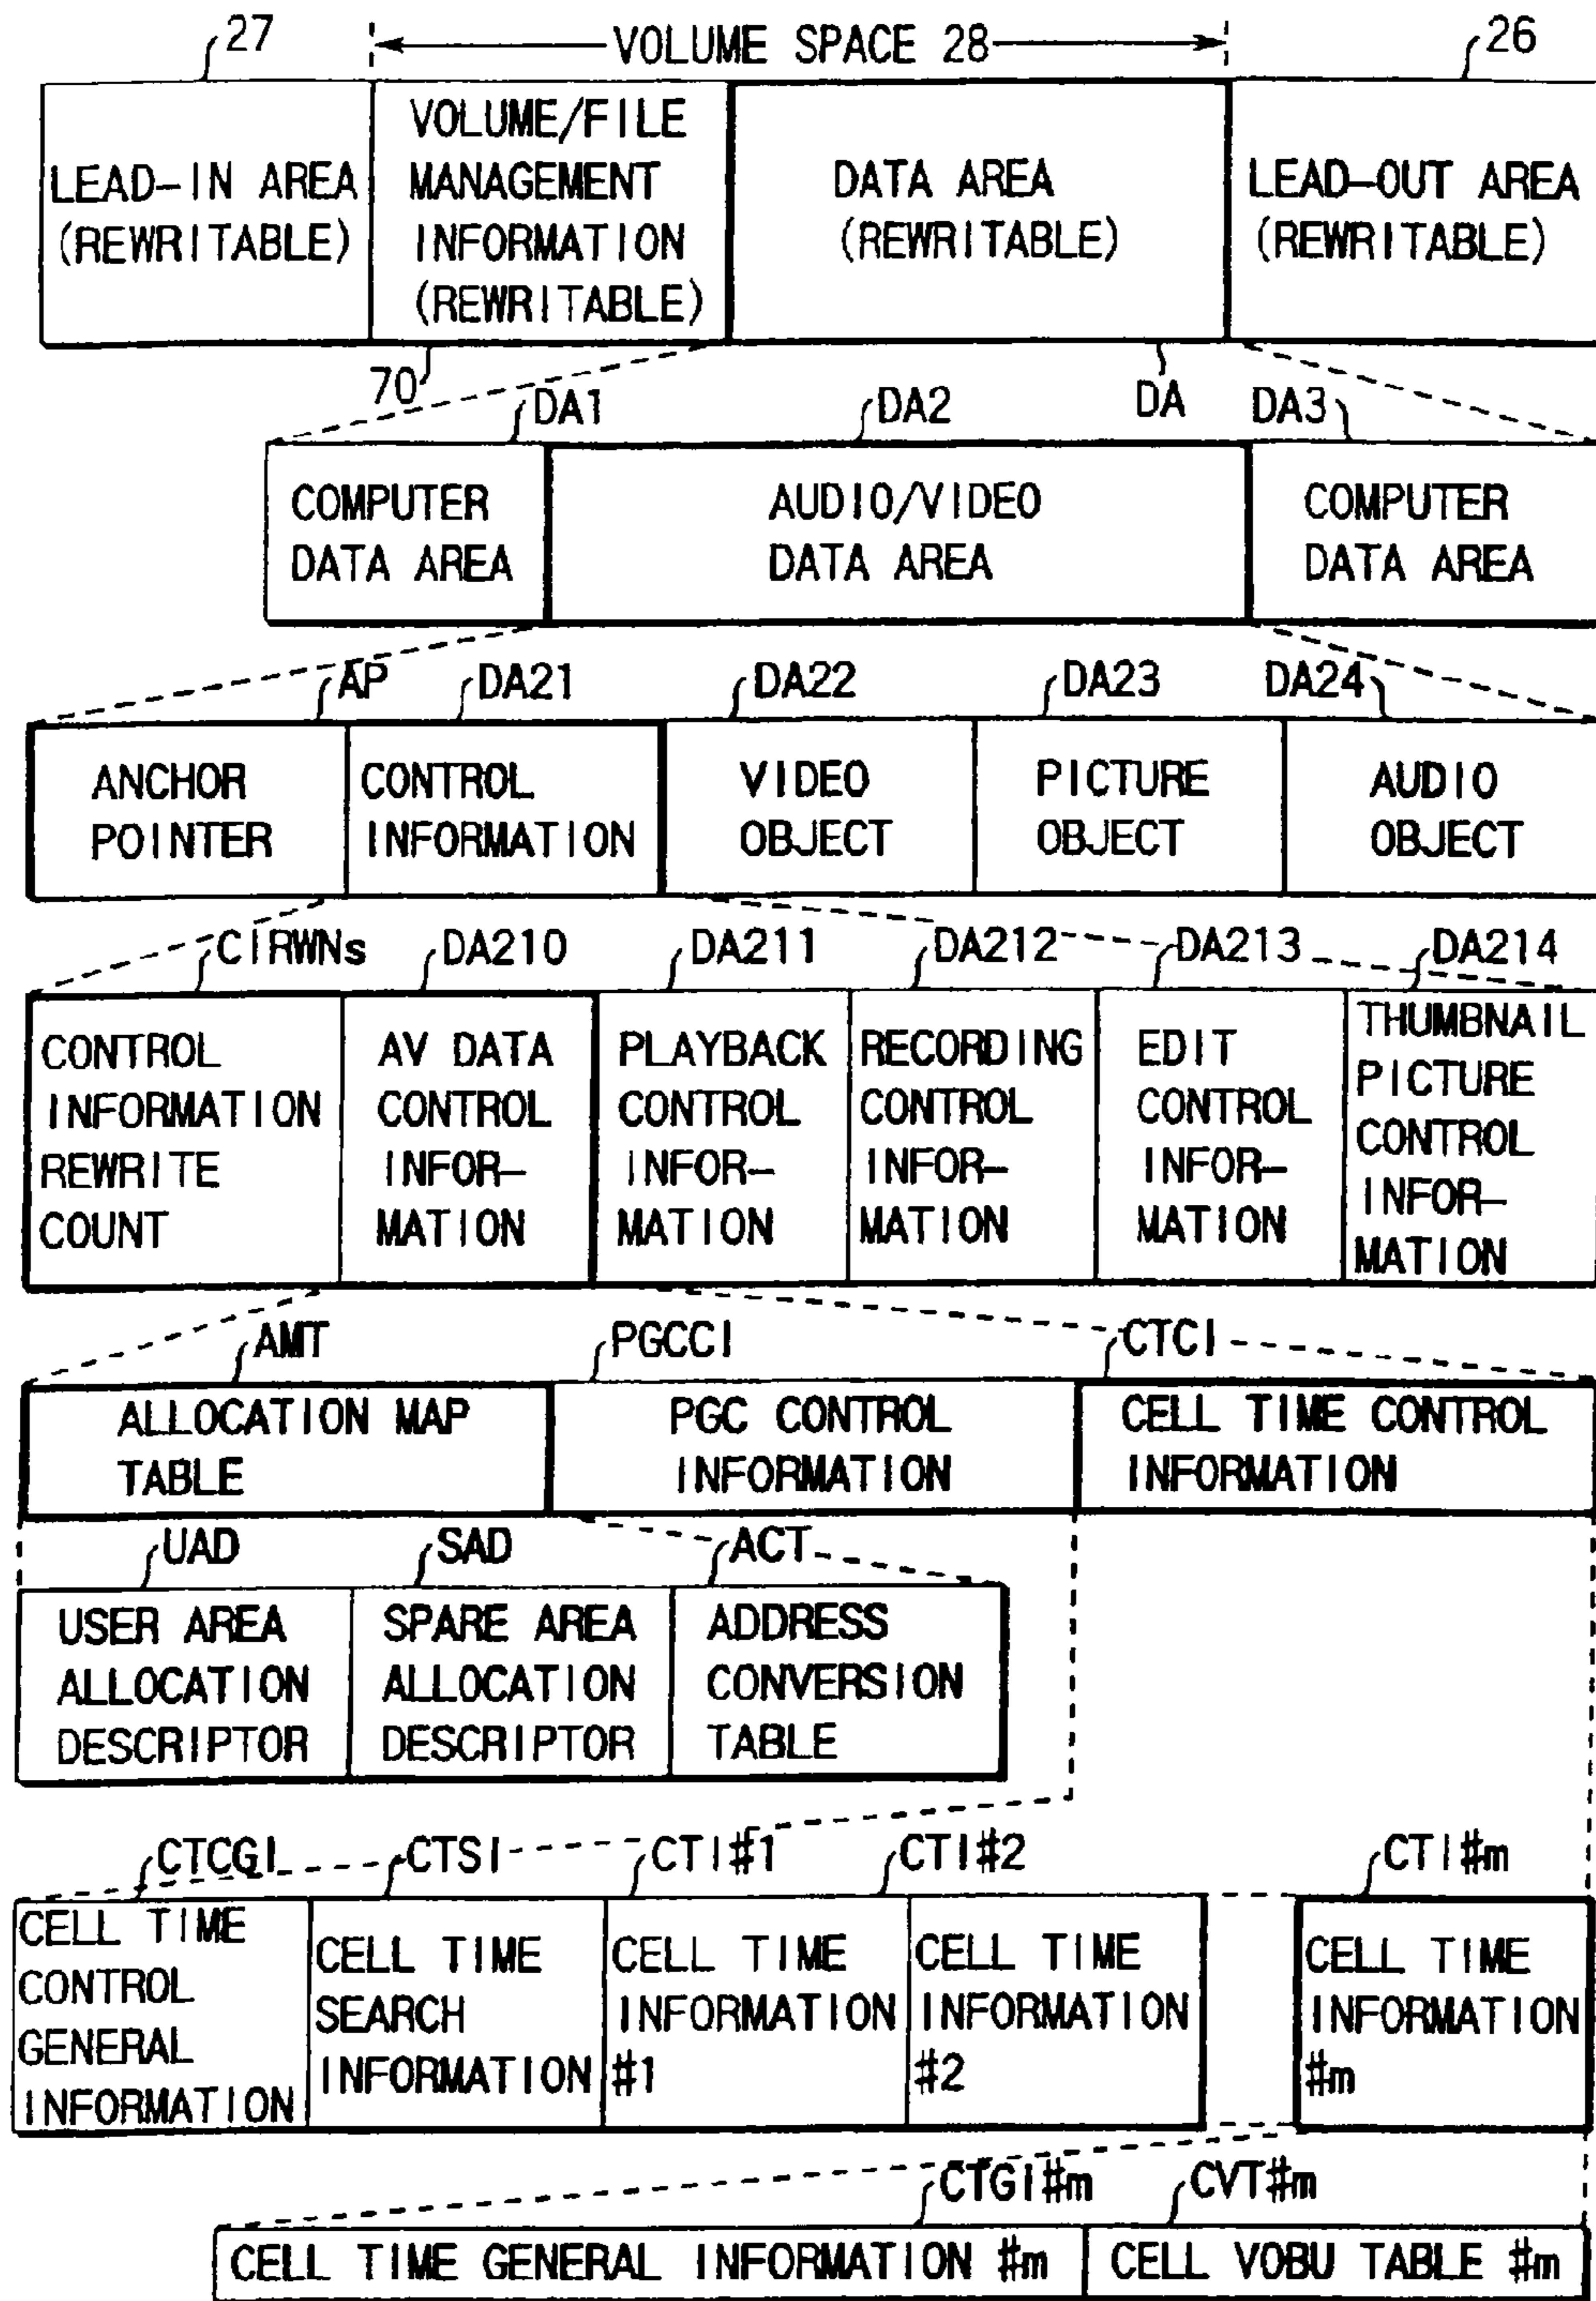 27 VOLUME SPACE 28 26
LEAD-IN AREA (REWRITABLE)
VOLUME/FILE MANAGEMENT INFORMATION (REWRITABLE)
DATA AREA (REWRITABLE)
LEAD-OUT AREA (REWRITABLE)
70 DA
DA1 DA2 DA3
COMPUTER DATA AREA
AUDIO/VIDEO DATA AREA
COMPUTER DATA AREA
AP DA21 DA22 DA23 DA24
ANCHOR POINTER
CONTROL INFORMATION
VIDEO OBJECT
PICTURE OBJECT
AUDIO OBJECT
CIRWNs DA210 DA211 DA212 DA213 DA214
CONTROL INFORMATION REWRITE COUNT
AV DATA CONTROL INFOR-MATION
PLAYBACK CONTROL INFOR-MATION
RECORDING CONTROL INFOR-MATION
EDIT CONTROL INFOR-MATION
THUMBNAIL PICTURE CONTROL INFOR-MATION
AMT PGCCI CTCI
ALLOCATION MAP TABLE
PGC CONTROL INFORMATION
CELL TIME CONTROL INFORMATION
UAD SAD ACT
USER AREA ALLOCATION DESCRIPTOR
SPARE AREA ALLOCATION DESCRIPTOR
ADDRESS CONVERSION TABLE
CTCGI CTSI CTI#1 CTI#2 CTI#m
CELL TIME CONTROL GENERAL INFORMATION
CELL TIME SEARCH INFORMATION
CELL TIME INFORMATION #1
CELL TIME INFORMATION #2
CELL TIME INFORMATION #m
CTGI#m CVT#m
CELL TIME GENERAL INFORMATION #m
CELL VOBU TABLE #m